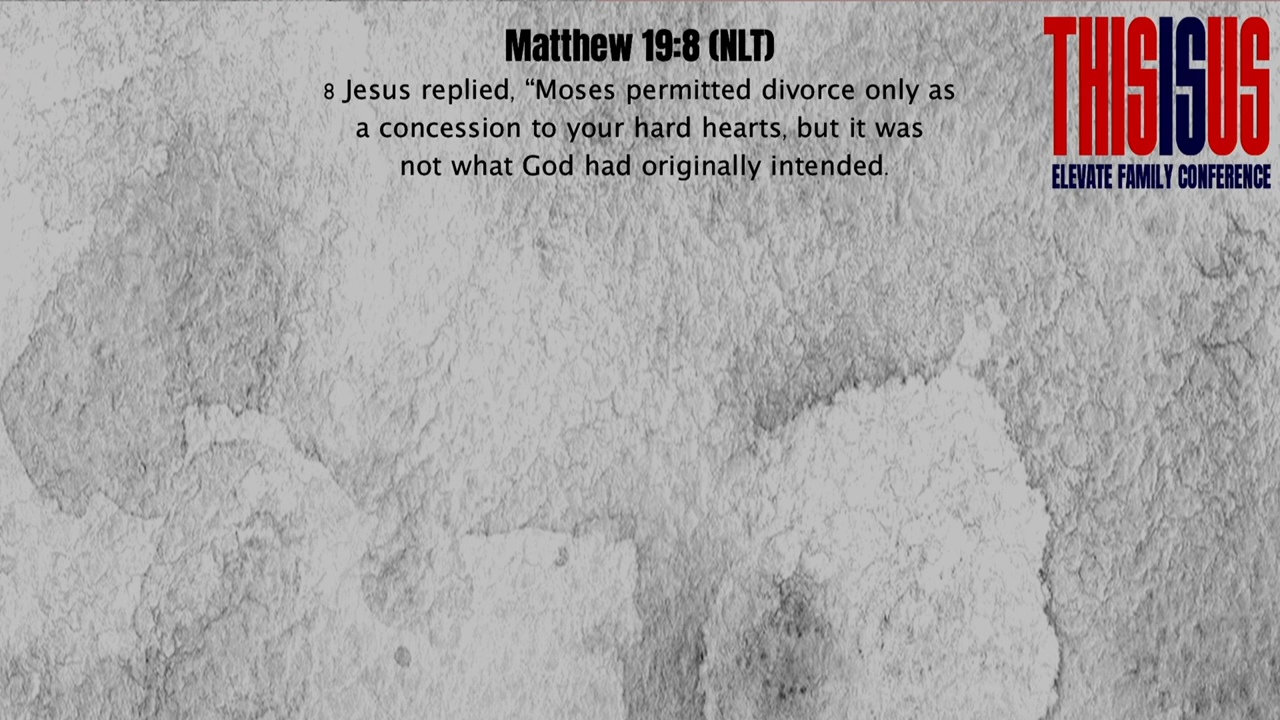 Matthew 19:8 (NLT)
8 Jesus replied, “Moses permitted divorce only as
a concession to your hard hearts, but it was
not what God had originally intended.
THISISUS
ELEVATE FAMILY CONFERENCE